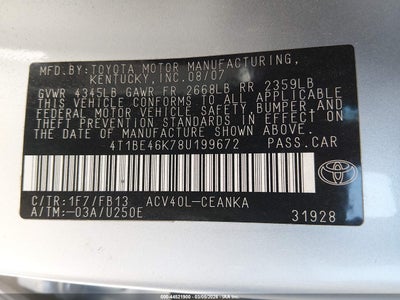 MFD.BY:TOYOTA MOTOR MANUFACTURING,
KENTUCKY,INC.08/07
GVWR 4345LB GAWR FR 2668LB RR 2359LB
THIS VEHICLE CONFORMS TO ALL APPLICABLE
FEDERAL MOTOR VEHICLE SAFETY,BUMPER,AND
THEFT PREVENTION STANDARDS IN EFFECT ON
THE DATE OF MANUFACTURE SHOWN ABOVE.
4T1BE46K78U199672 PASS.CAR
C/TR:1F7/FB13 ACV40L-CEANKA
A/TM:-03A/U250E 31928